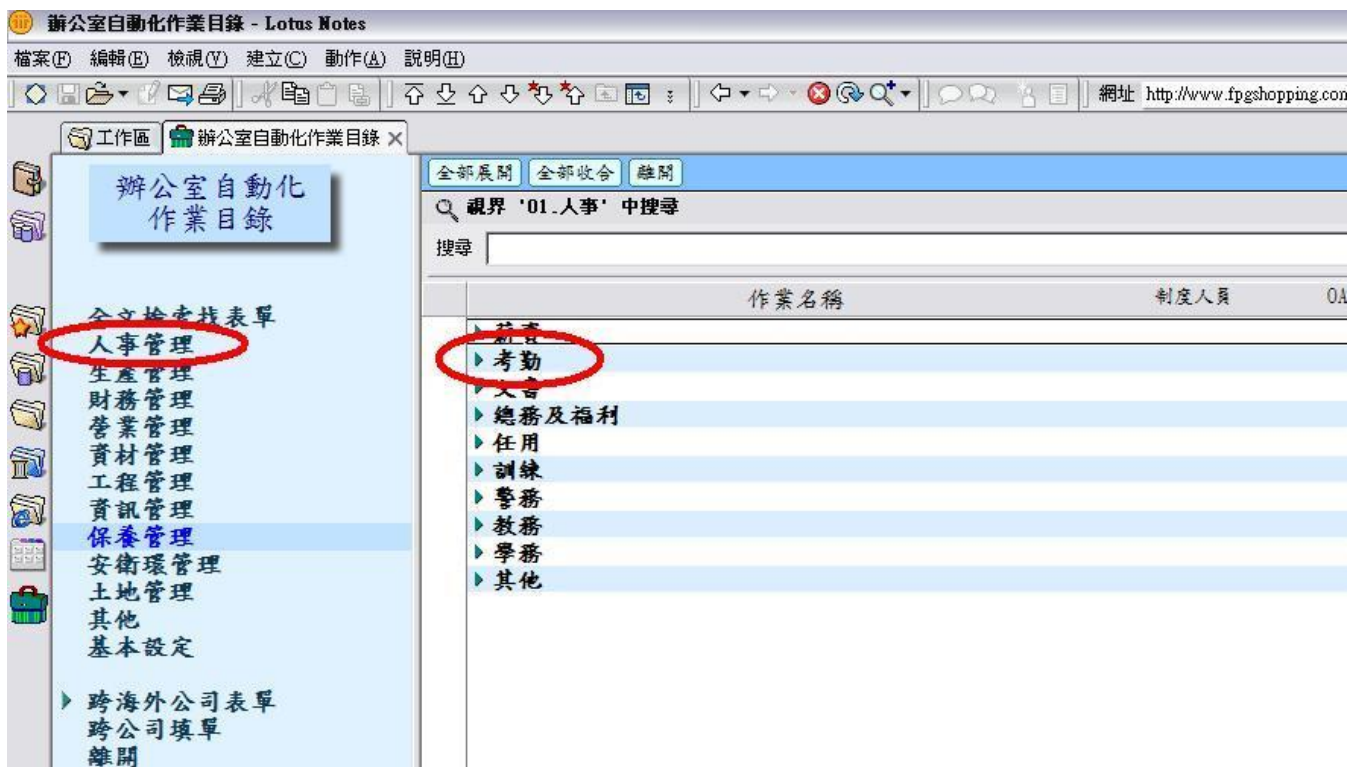 辦公室自動化作業目錄 - Lotus Notes
檔案(F) 編輯(E) 檢視(V) 建立(C) 動作(A) 說明(H)
網址 http://www.fpgshopping.com
工作區 辦公室自動化作業目錄
辦公室自動化
作業目錄
全文檢索找表單
人事管理
生產管理
財務管理
營業管理
資材管理
工程管理
資訊管理
保養管理
安衛環管理
土地管理
其他
基本設定
跨海外公司表單
跨公司填單
離開
全部展開 全部收合 離開
視界 '01.人事' 中搜尋
搜尋
作業名稱 制度人員 OA
薪資
考勤
文書
總務及福利
任用
訓練
警務
教務
學務
其他